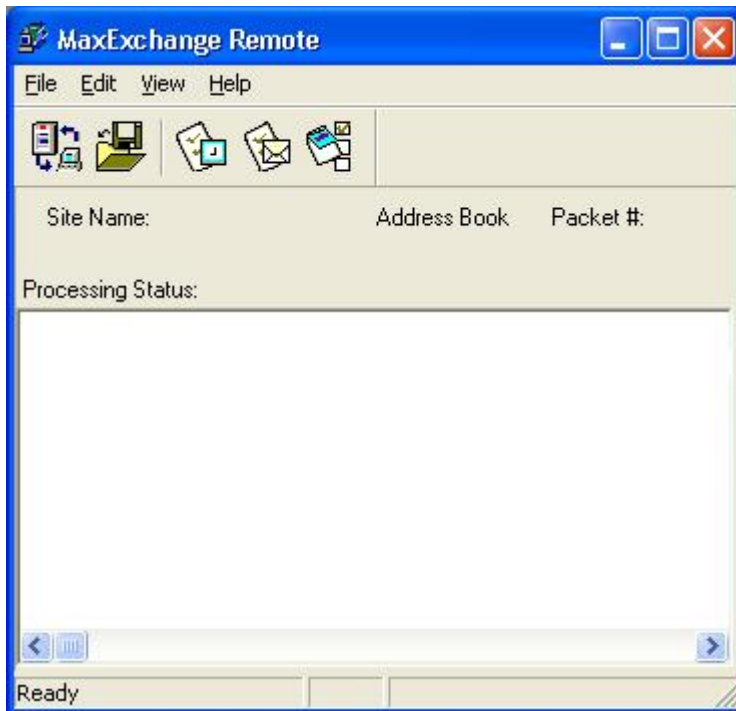 MaxExchange Remote
File Edit View Help
Site Name: Address Book Packet #:
Processing Status:
Ready